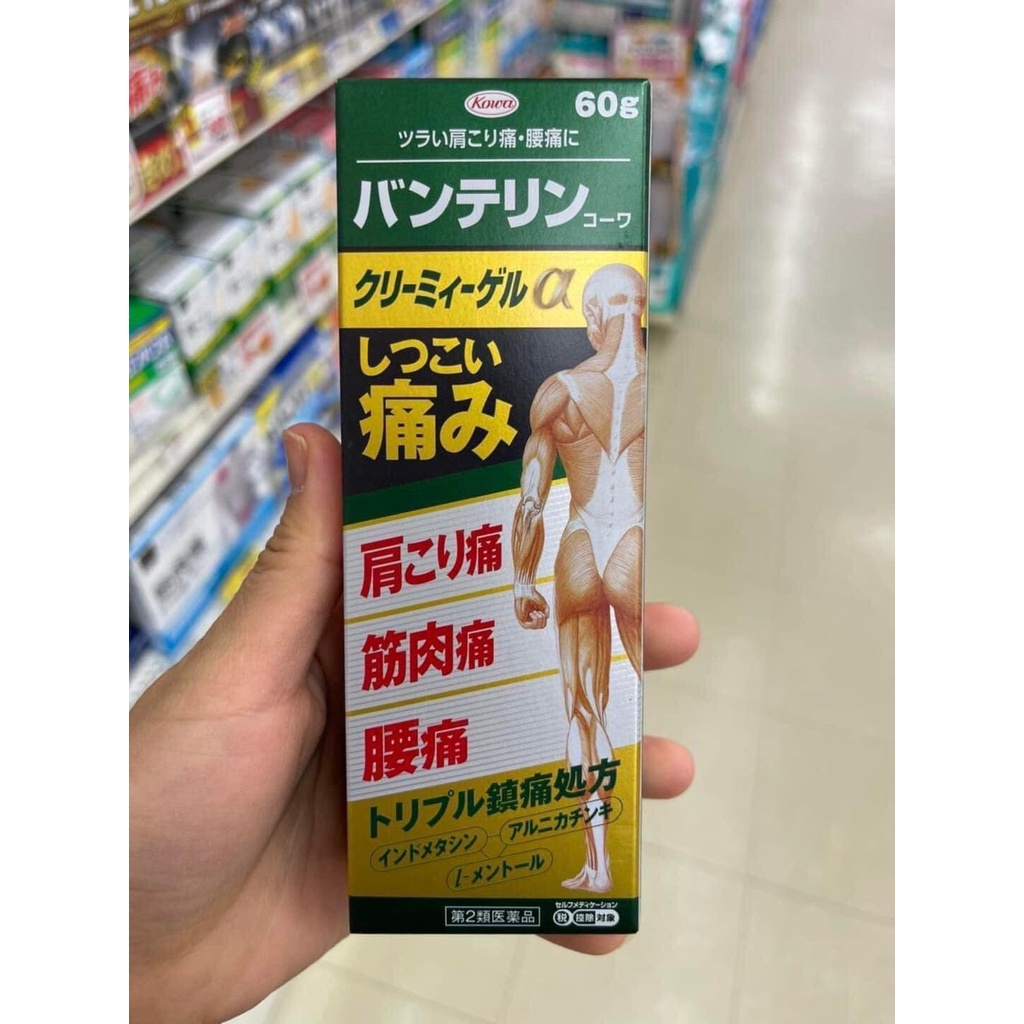 Kowa
60g
ツラい肩こり痛・腰痛に
バンテリンコーワ
クリーミィーゲルα
しつこい
痛み
肩こり痛
筋肉痛
腰痛
トリプル鎮痛処方
インドメタシン
アルニカチンキ
l-メントール
第2類医薬品
セルフメディケーション
税 控除 対象